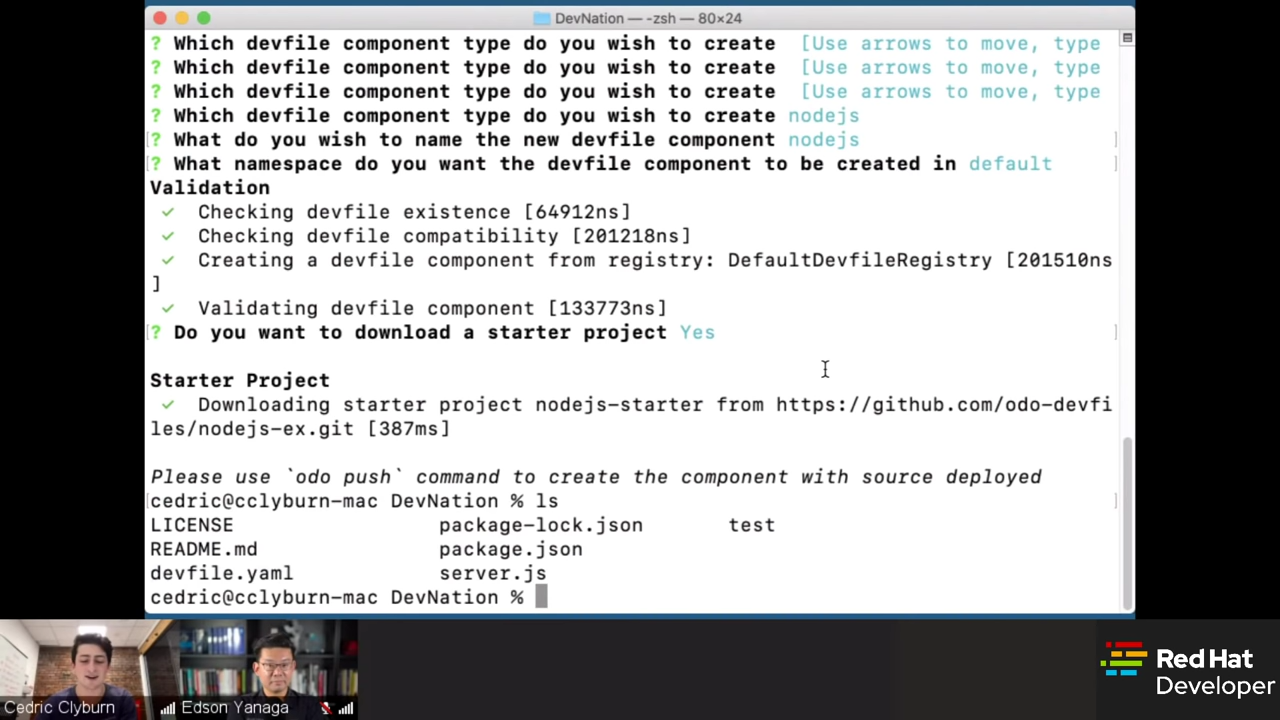 DevNation — -zsh — 80×24
? Which devfile component type do you wish to create  [Use arrows to move, type
? Which devfile component type do you wish to create  [Use arrows to move, type
? Which devfile component type do you wish to create  [Use arrows to move, type
? Which devfile component type do you wish to create nodejs
[? What do you wish to name the new devfile component nodejs ]
[? What namespace do you want the devfile component to be created in default ]
Validation
✓  Checking devfile existence [64912ns]
✓  Checking devfile compatibility [201218ns]
✓  Creating a devfile component from registry: DefaultDevfileRegistry [201510ns
]
✓  Validating devfile component [133773ns]
[? Do you want to download a starter project Yes ]
Starter Project
✓  Downloading starter project nodejs-starter from https://github.com/odo-devfi
les/nodejs-ex.git [387ms]
Please use `odo push` command to create the component with source deployed
[cedric@cclyburn-mac DevNation % ls ]
LICENSE package-lock.json test
README.md package.json
devfile.yaml server.js
cedric@cclyburn-mac DevNation %
Cedric Clyburn
Edson Yanaga
Red Hat
Developer